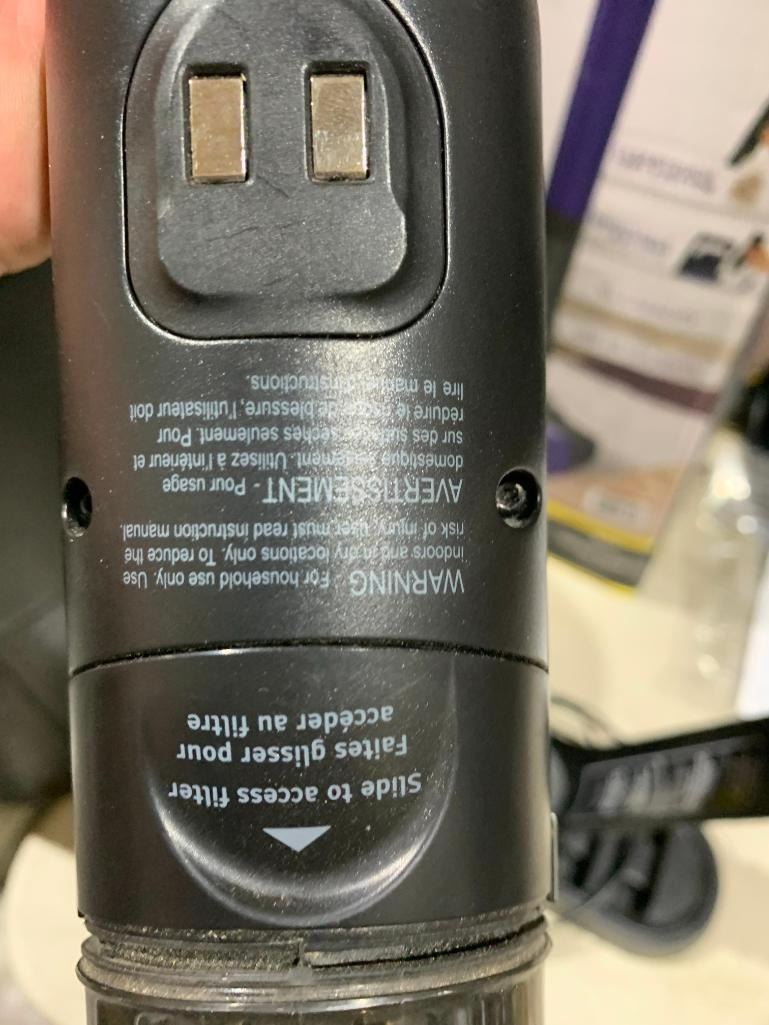 Slide to access filter
Faites glisser pour
accéder au filtre
WARNING - For household use only. Use
indoors and in dry locations only. To reduce the
risk of injury, user must read instruction manual.
AVERTISSEMENT - Pour usage
domestique seulement. Utilisez à l'intérieur et
sur des surfaces sèches seulement. Pour
réduire le risque de blessure, l'utilisateur doit
lire le manuel d'instructions.